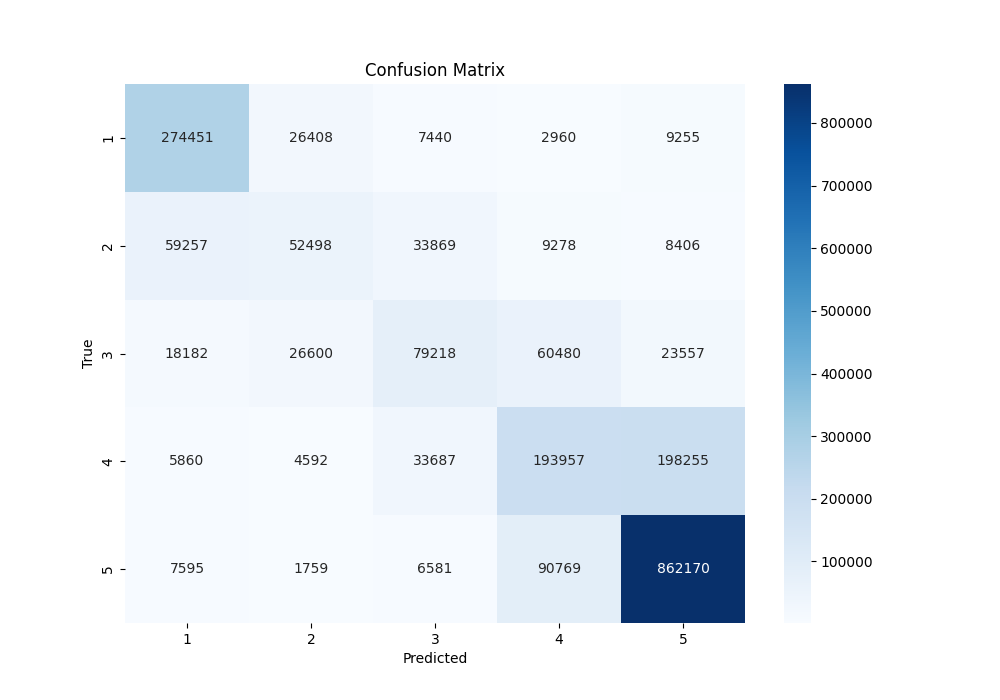 Confusion Matrix
1 274451 26408 7440 2960 9255
2 59257 52498 33869 9278 8406
3 18182 26600 79218 60480 23557
4 5860 4592 33687 193957 198255
5 7595 1759 6581 90769 862170
1 2 3 4 5
Predicted
True
800000
700000
600000
500000
400000
300000
200000
100000